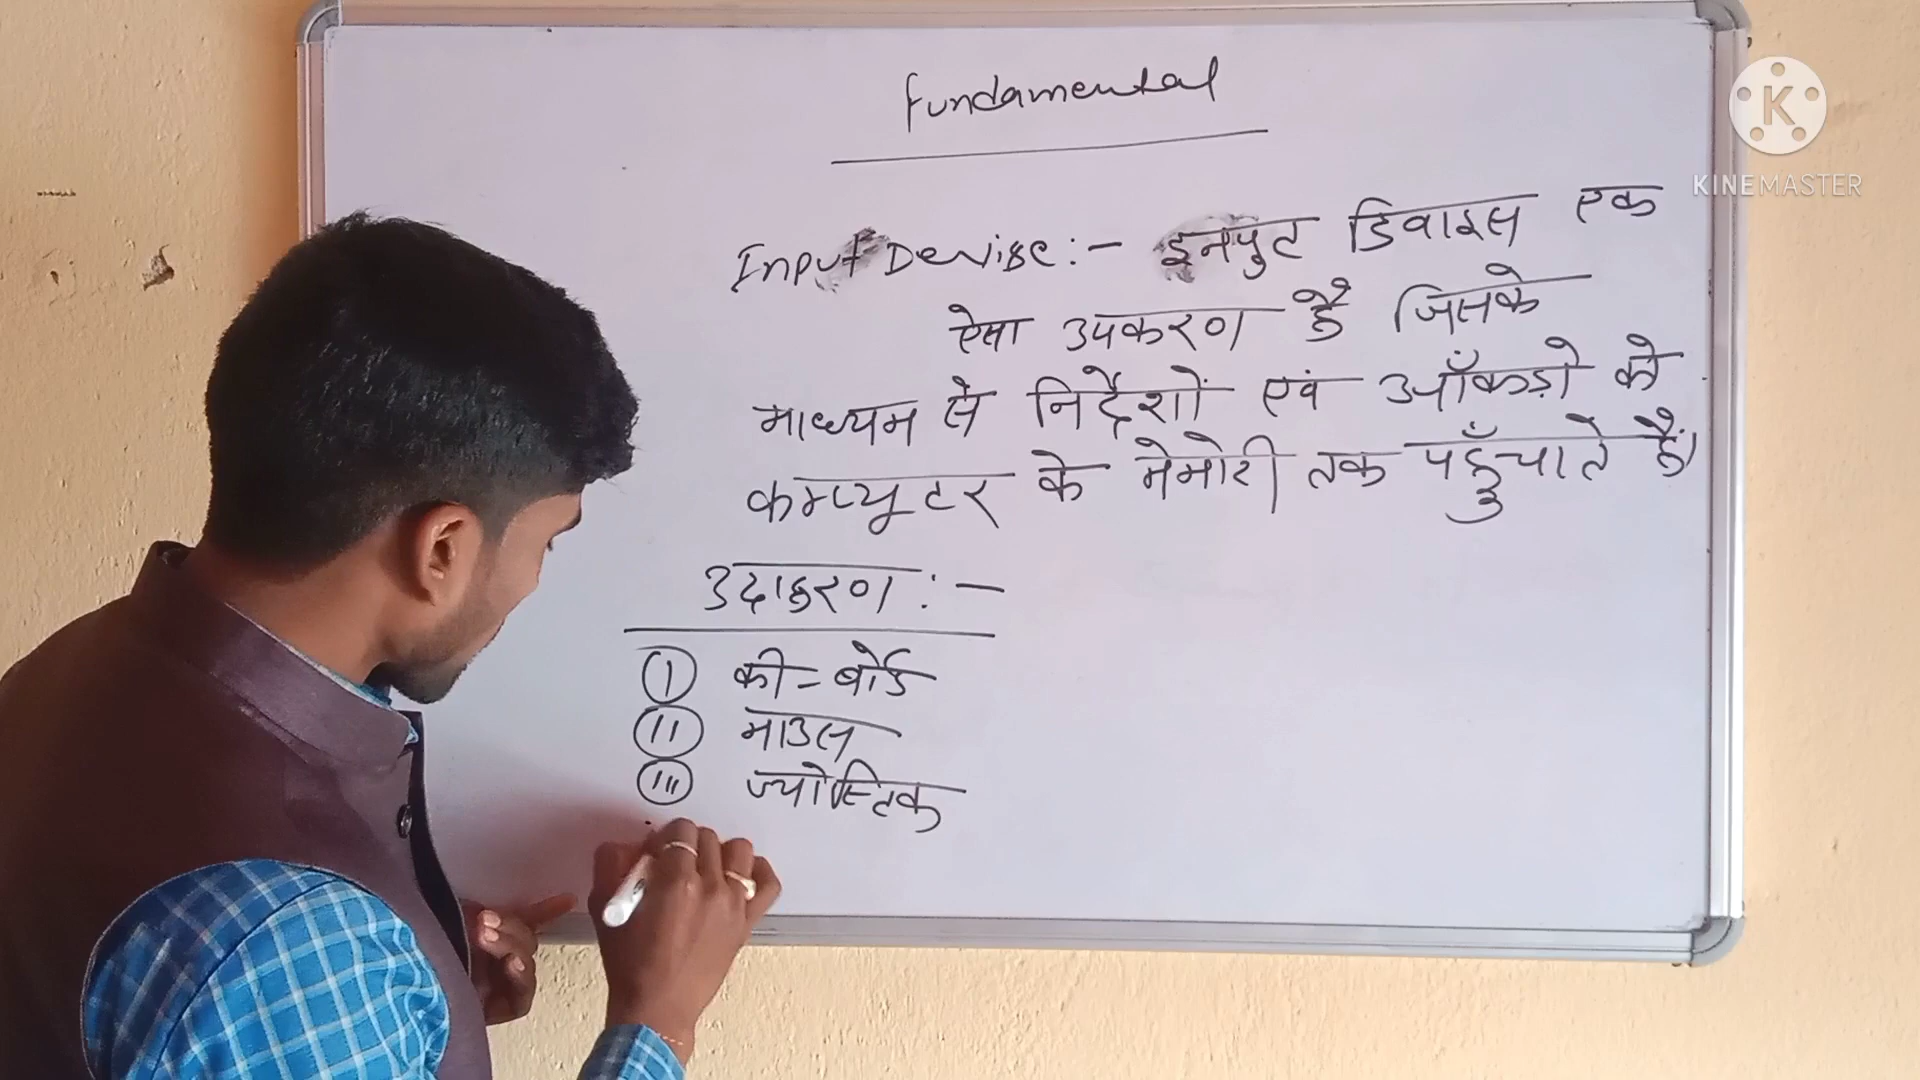 Fundamental
Input Devise:- इनपुट डिवाइस एक
ऐसा उपकरण है जिसके
माध्यम से निर्देशों एवं आँकड़ो को
कम्प्यूटर के मेमोरी तक पहुँचाते हैं।
उदाहरण:-
(i) की-बोर्ड
(ii) माउस
(iii) ज्योस्टिक
K
KINEMASTER